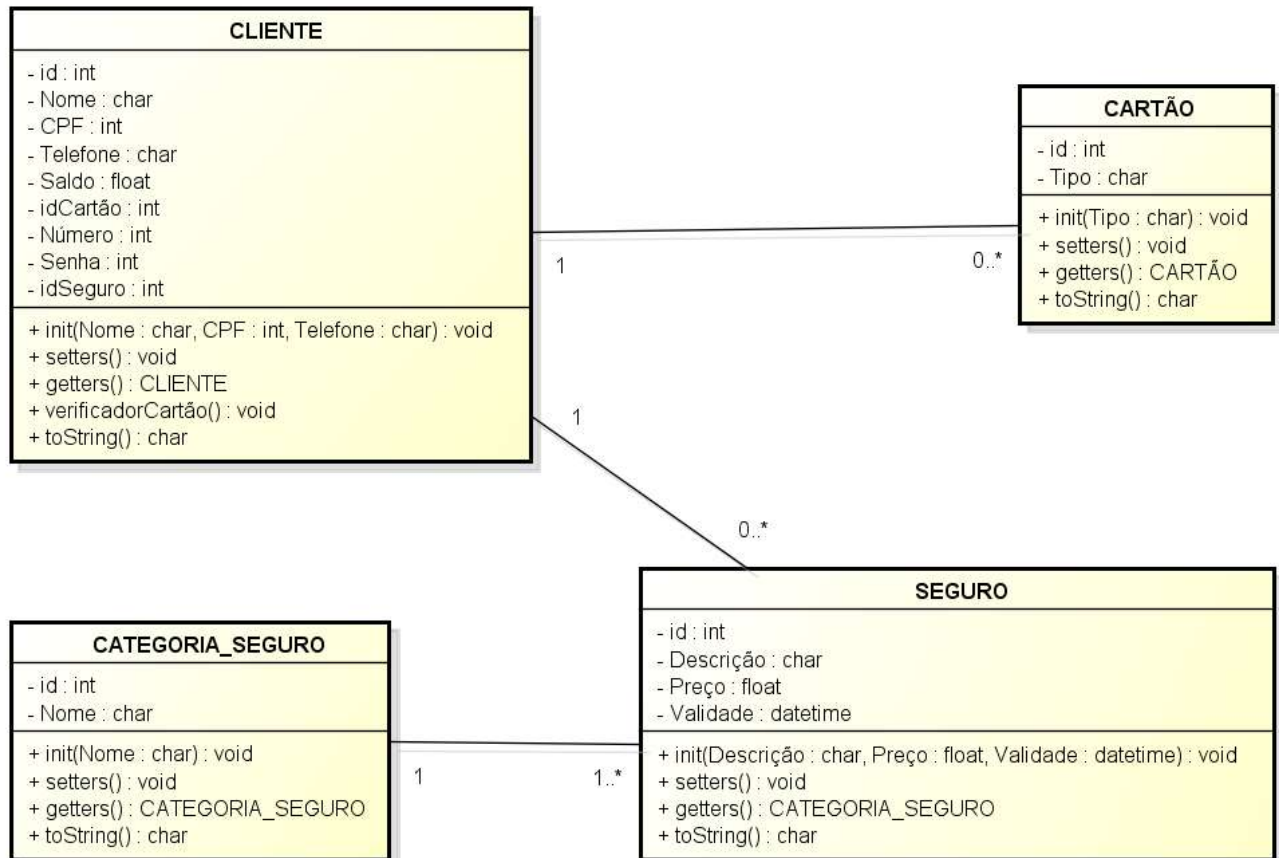 CLIENTE
- id : int
- Nome : char
- CPF : int
- Telefone : char
- Saldo : float
- idCartão : int
- Número : int
- Senha : int
- idSeguro : int
+ init(Nome : char, CPF : int, Telefone : char) : void
+ setters() : void
+ getters() : CLIENTE
+ verificadorCartão() : void
+ toString() : char
CARTÃO
- id : int
- Tipo : char
+ init(Tipo : char) : void
+ setters() : void
+ getters() : CARTÃO
+ toString() : char
1
0..*
1
0..*
CATEGORIA_SEGURO
- id : int
- Nome : char
+ init(Nome : char) : void
+ setters() : void
+ getters() : CATEGORIA_SEGURO
+ toString() : char
1
1..*
SEGURO
- id : int
- Descrição : char
- Preço : float
- Validade : datetime
+ init(Descrição : char, Preço : float, Validade : datetime) : void
+ setters() : void
+ getters() : CATEGORIA_SEGURO
+ toString() : char